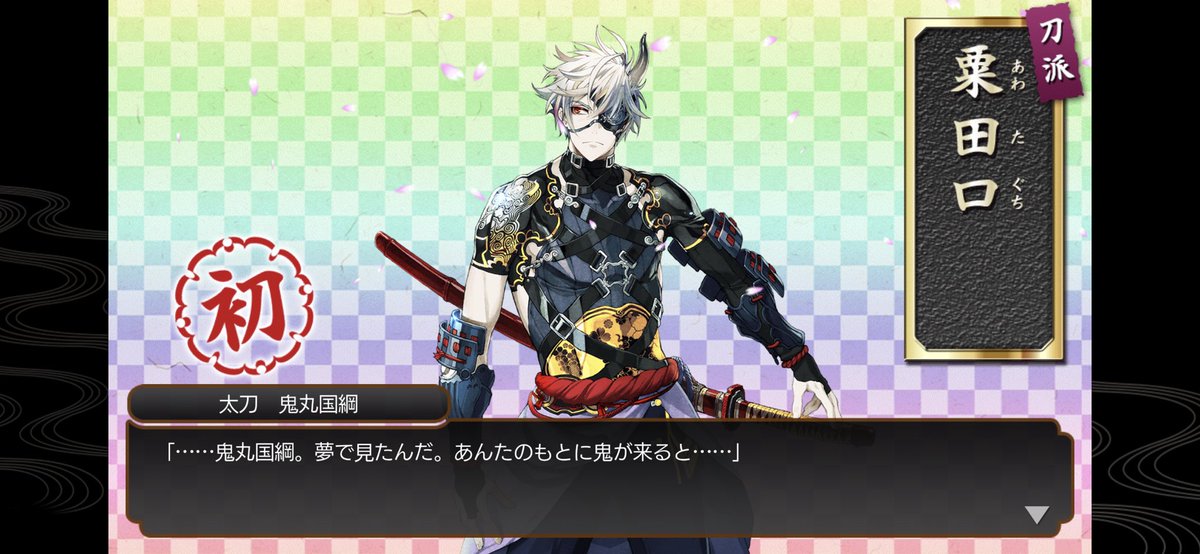 刀派
粟田口
あわたぐち
初
太刀　鬼丸国綱
「……鬼丸国綱。夢で見たんだ。あんたのもとに鬼が来ると……」